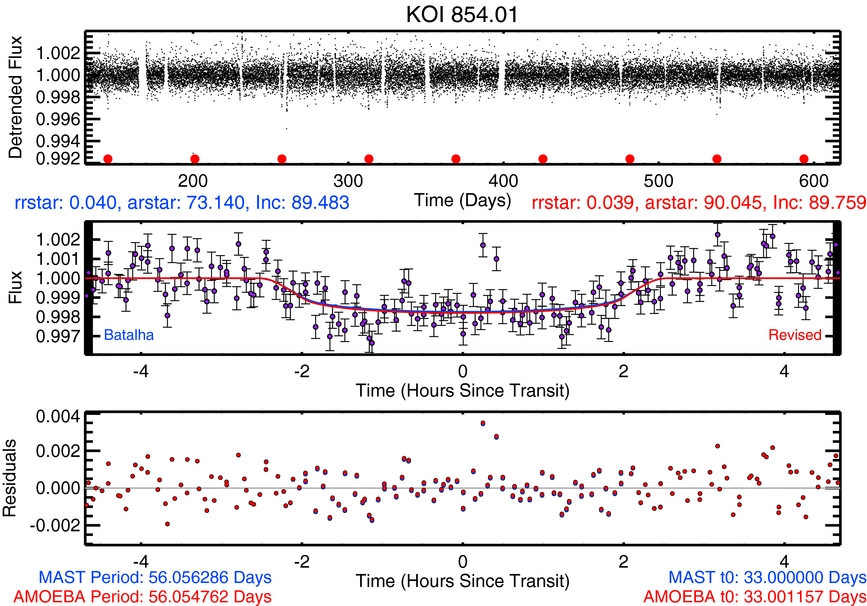 KOI 854.01
Detrended Flux
1.002
1.000
0.998
0.996
0.994
0.992
200 300 400 500 600
Time (Days)
rrstar: 0.040, arstar: 73.140, Inc: 89.483
rrstar: 0.039, arstar: 90.045, Inc: 89.759
Flux
1.002
1.001
1.000
0.999
0.998
0.997
Batalha
Revised
-4 -2 0 2 4
Time (Hours Since Transit)
Residuals
0.004
0.002
0.000
-0.002
-4 -2 0 2 4
Time (Hours Since Transit)
MAST Period: 56.056286 Days
AMOEBA Period: 56.054762 Days
MAST t0: 33.000000 Days
AMOEBA t0: 33.001157 Days